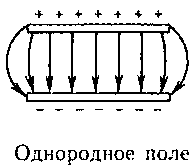 + + + + + + +
− − − − − − −
Однородное поле